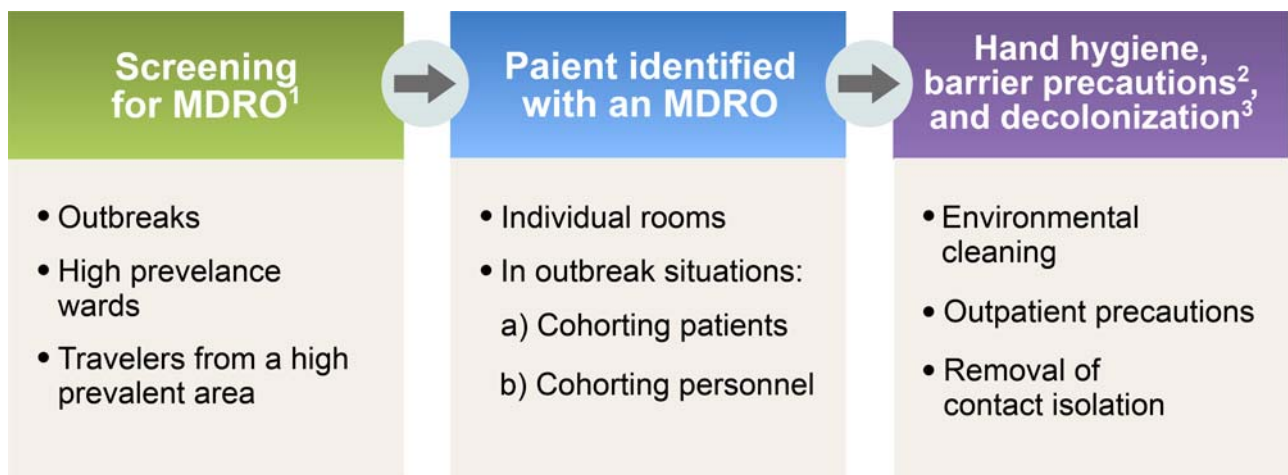 Screening
for MDRO¹
• Outbreaks
• High prevelance
wards
• Travelers from a high
prevalent area
Paient identified
with an MDRO
• Individual rooms
• In outbreak situations:
a) Cohorting patients
b) Cohorting personnel
Hand hygiene,
barrier precautions²,
and decolonization³
• Environmental
cleaning
• Outpatient precautions
• Removal of
contact isolation